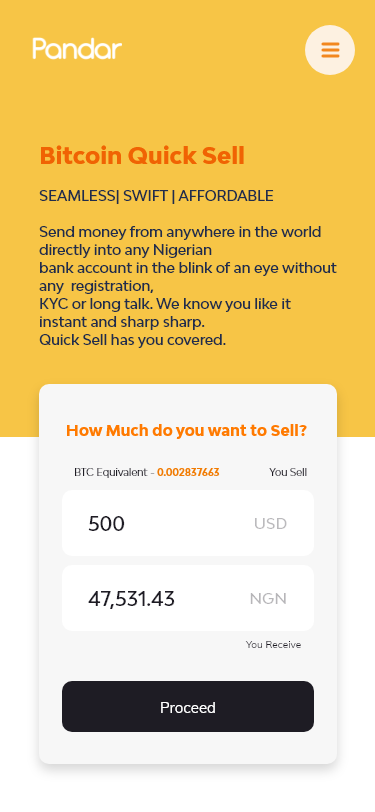 Pandar
Bitcoin Quick Sell
SEAMLESS| SWIFT | AFFORDABLE
Send money from anywhere in the world
directly into any Nigerian
bank account in the blink of an eye without
any registration,
KYC or long talk. We know you like it
instant and sharp sharp.
Quick Sell has you covered.
How Much do you want to Sell?
BTC Equivalent - 0.002837663 You Sell
500 USD
47,531.43 NGN
You Receive
Proceed